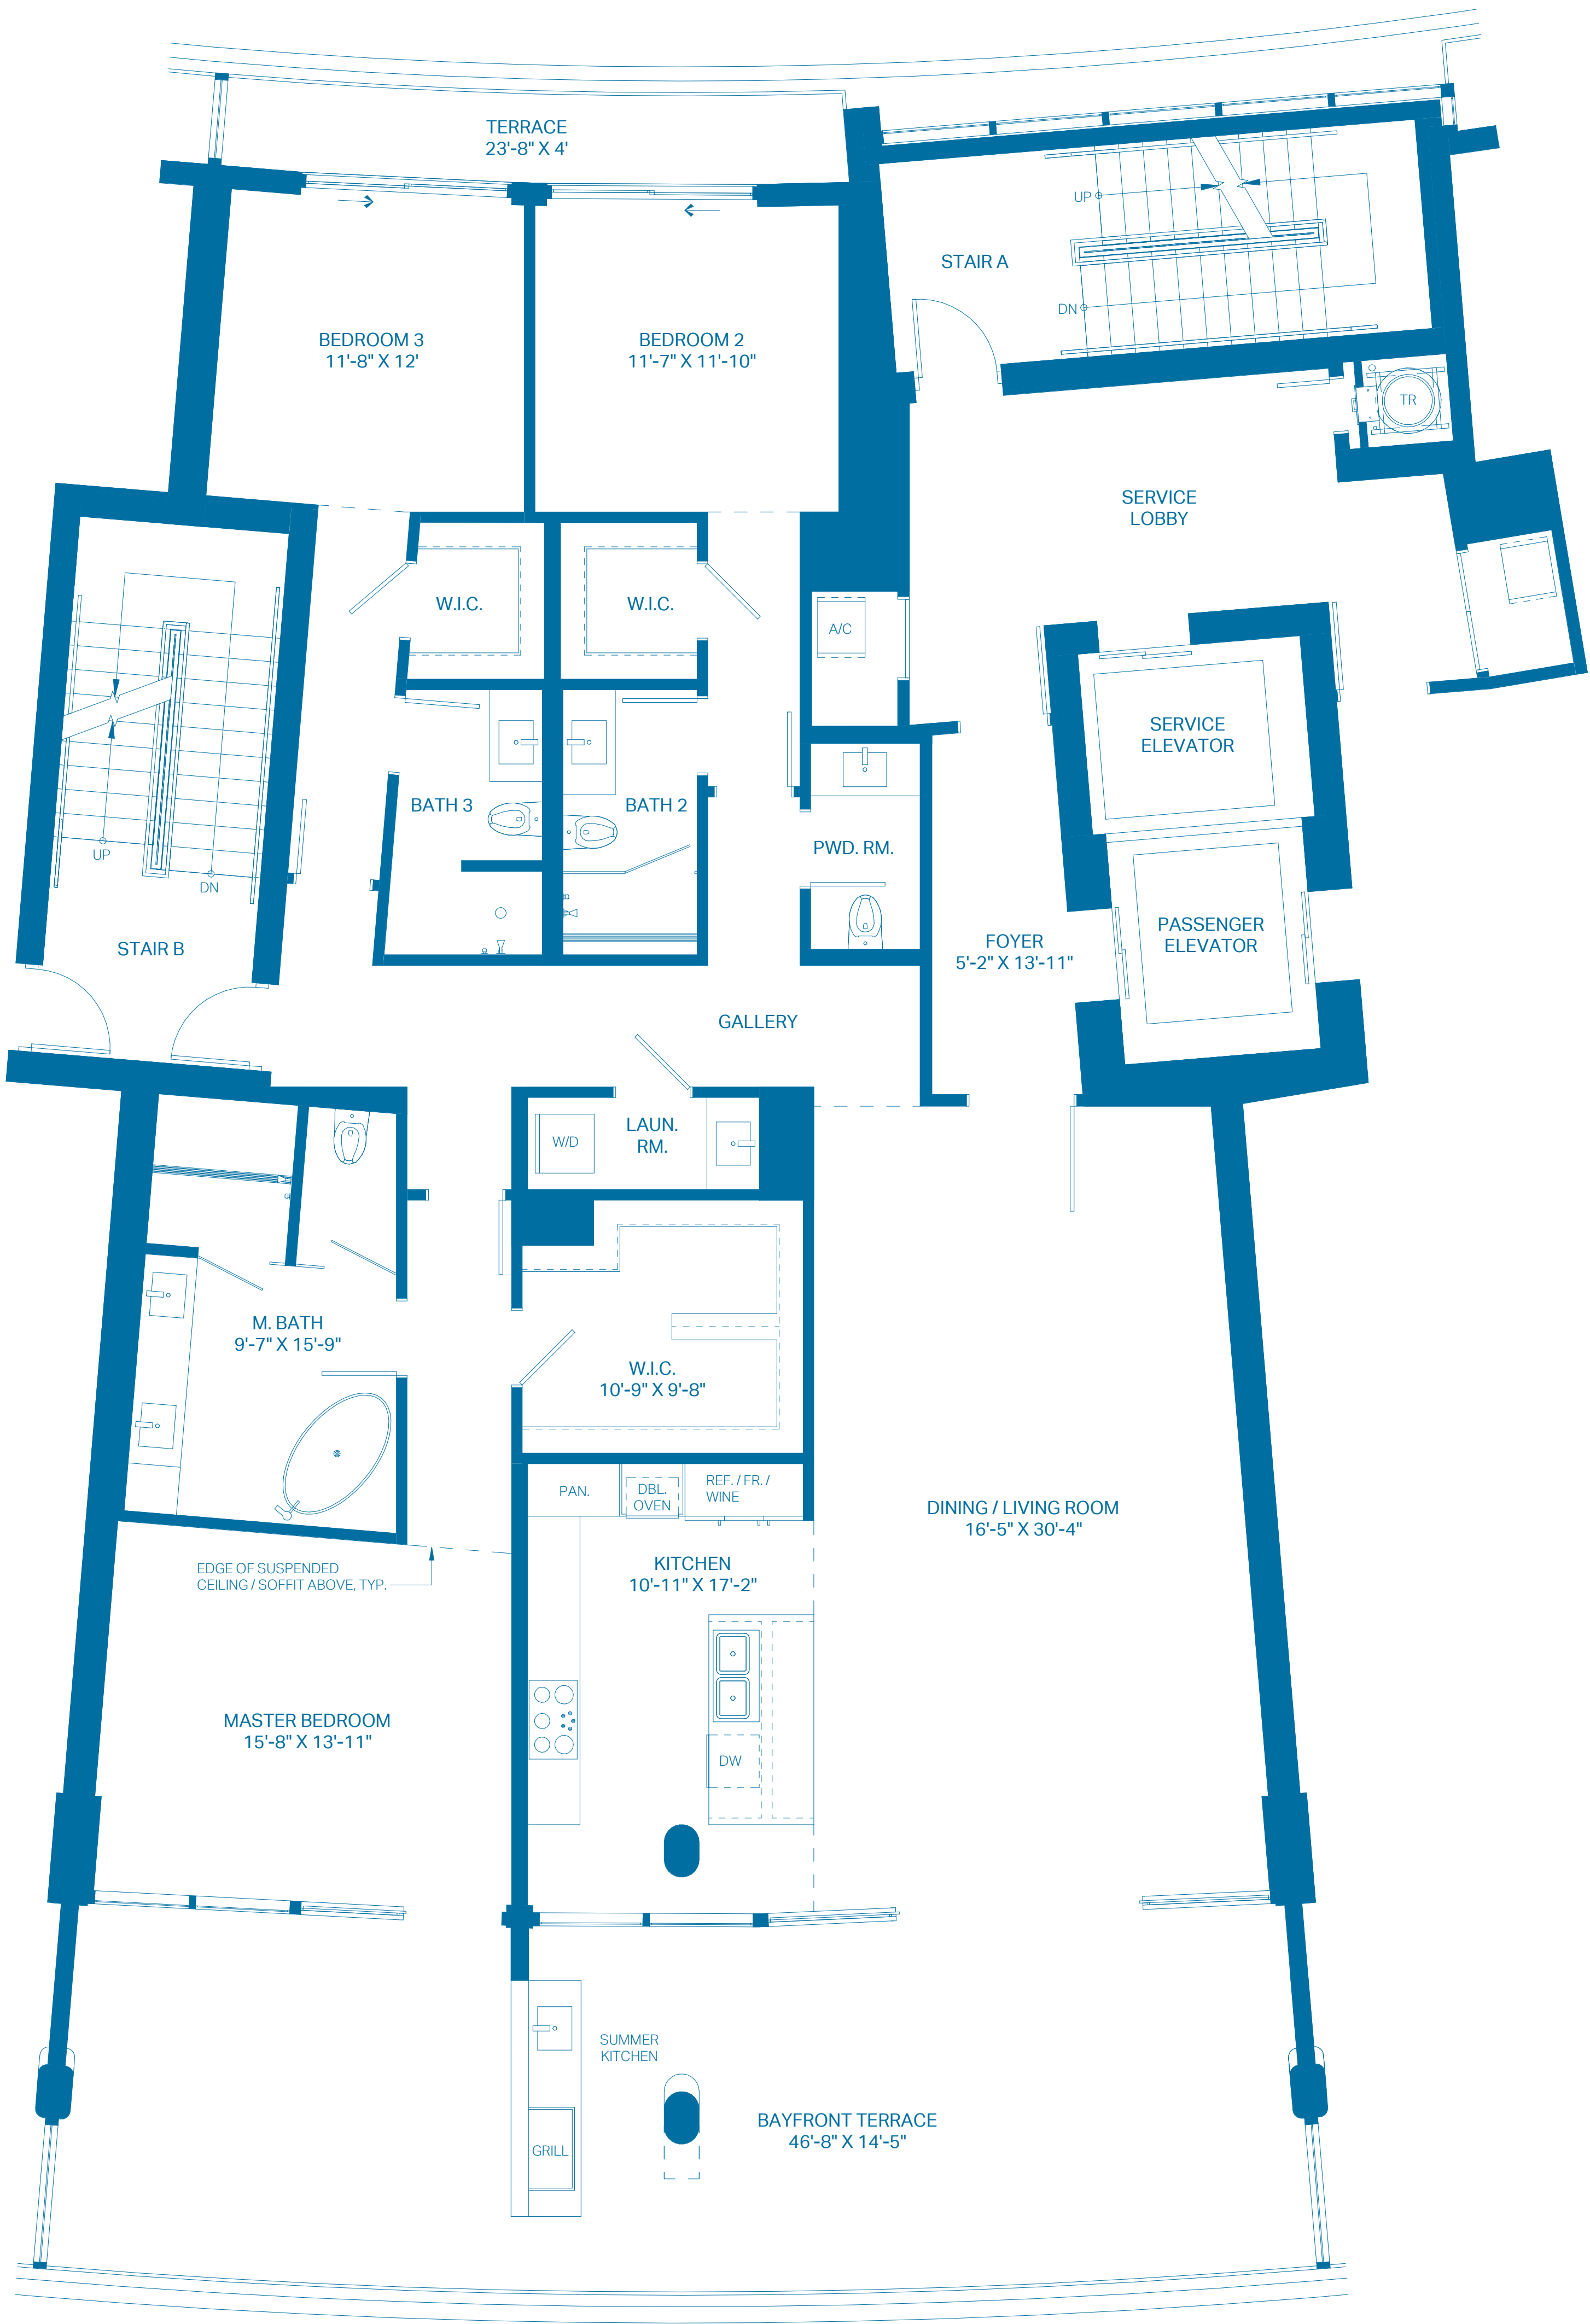 TERRACE
23'-8" X 4'
UP
STAIR A
DN
BEDROOM 3
11'-8" X 12'
BEDROOM 2
11'-7" X 11'-10"
TR
SERVICE
LOBBY
W.I.C.
W.I.C.
A/C
SERVICE
ELEVATOR
BATH 3
BATH 2
PWD. RM.
UP
DN
STAIR B
FOYER
5'-2" X 13'-11"
PASSENGER
ELEVATOR
GALLERY
W/D
LAUN.
RM.
M. BATH
9'-7" X 15'-9"
W.I.C.
10'-9" X 9'-8"
PAN.
DBL.
OVEN
REF. / FR. /
WINE
DINING / LIVING ROOM
16'-5" X 30'-4"
EDGE OF SUSPENDED
CEILING / SOFFIT ABOVE, TYP.
KITCHEN
10'-11" X 17'-2"
MASTER BEDROOM
15'-8" X 13'-11"
DW
SUMMER
KITCHEN
GRILL
BAYFRONT TERRACE
46'-8" X 14'-5"